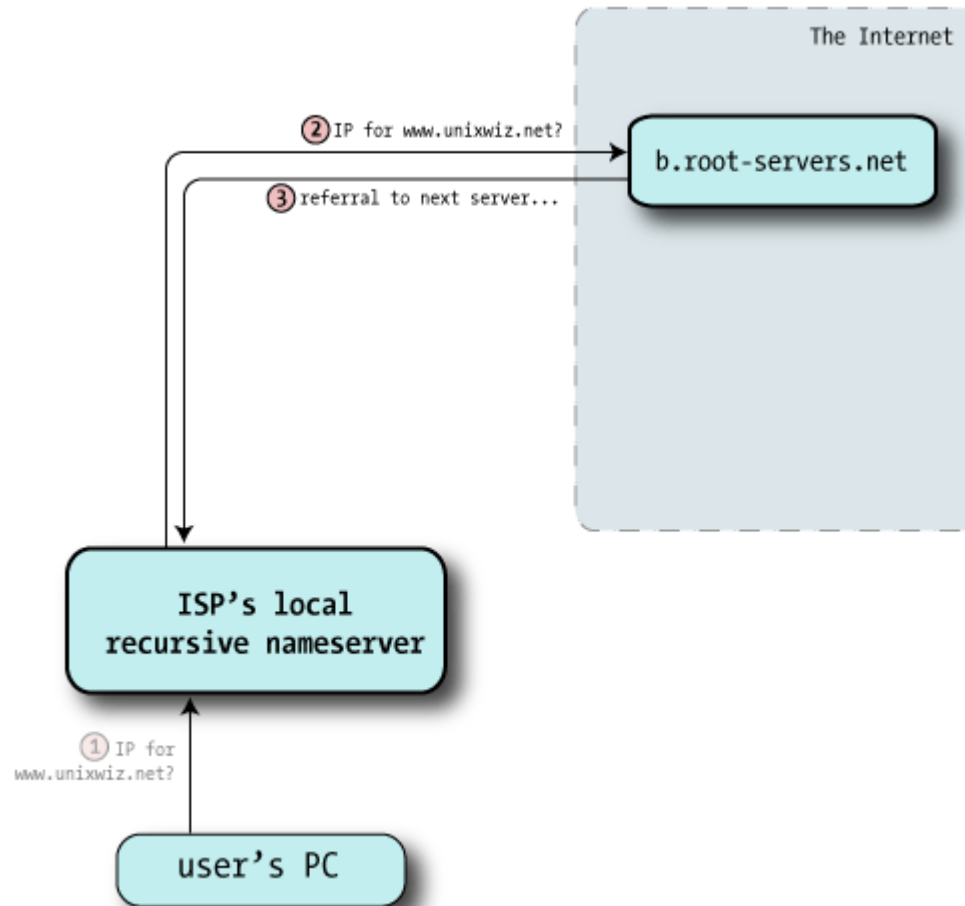 The Internet
2 IP for www.unixwiz.net?
b.root-servers.net
3 referral to next server...
ISP's local
recursive nameserver
1 IP for
www.unixwiz.net?
user's PC